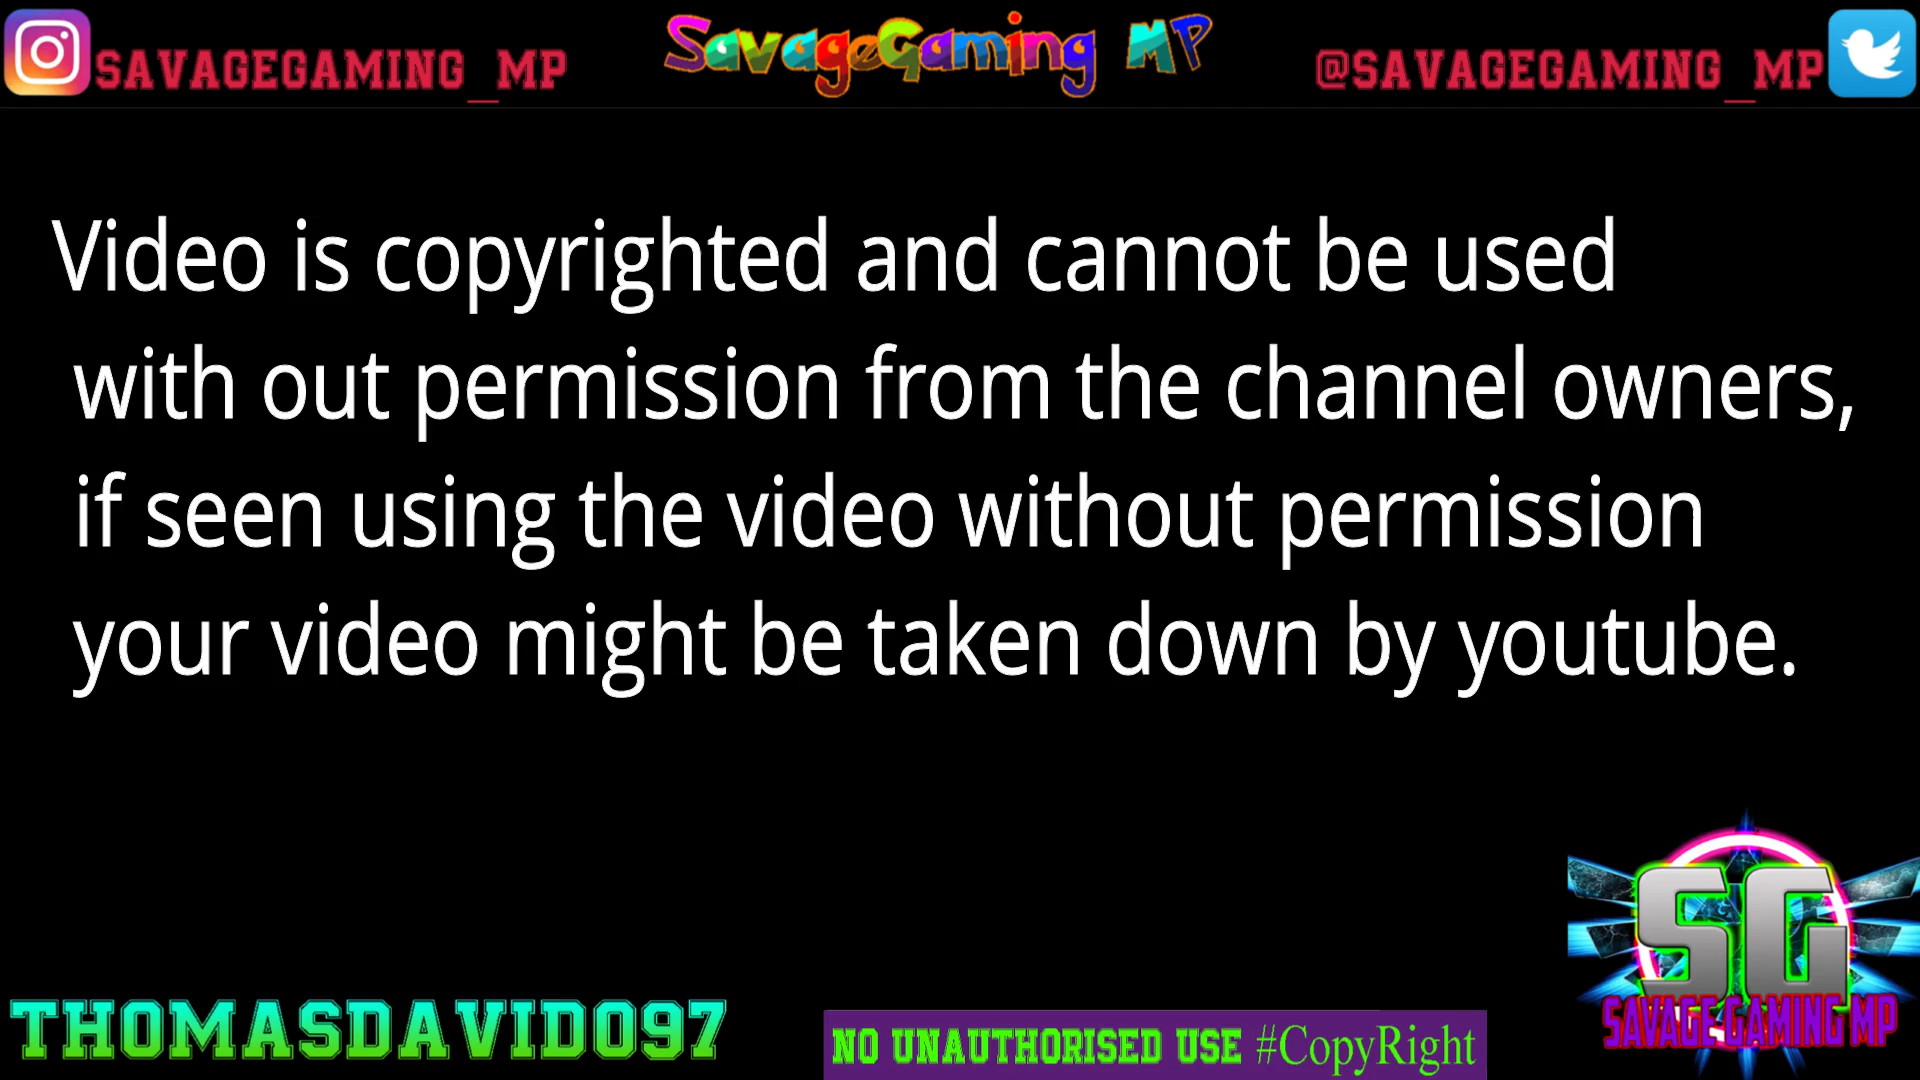 SAVAGEGAMING_MP
SavageGaming MP
@SAVAGEGAMING_MP
Video is copyrighted and cannot be used
with out permission from the channel owners,
if seen using the video without permission
your video might be taken down by youtube.
SG
SAVAGE GAMING MP
THOMASDAVID097
NO UNAUTHORISED USE #CopyRight